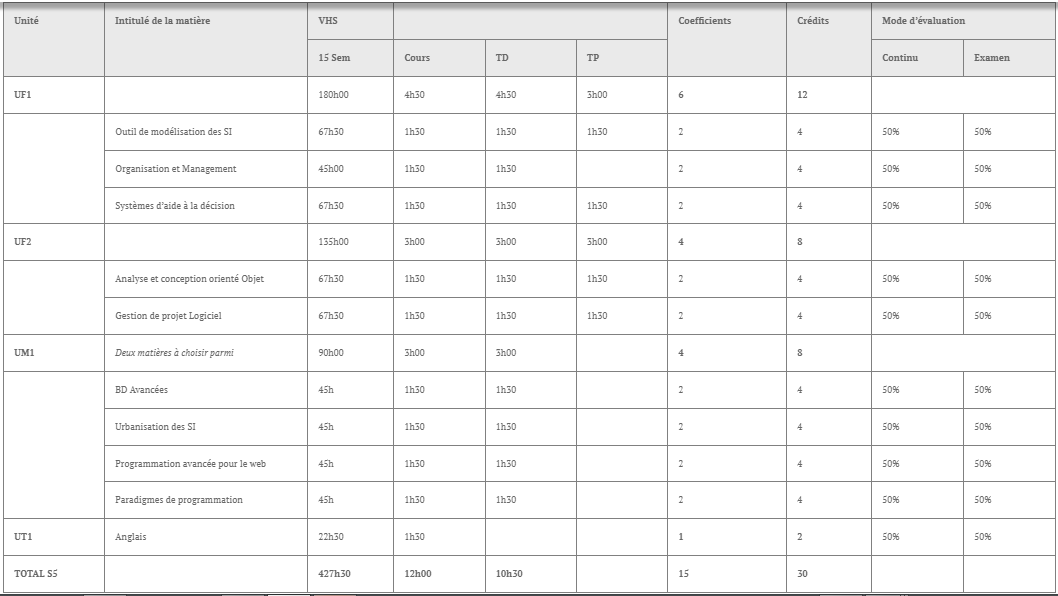 Unité Intitulé de la matière VHS Coefficients Crédits Mode d'évaluation
15 Sem Cours TD TP Continu Examen
UF1 180h00 4h30 4h30 3h00 6 12
Outil de modélisation des SI 67h30 1h30 1h30 1h30 2 4 50% 50%
Organisation et Management 45h00 1h30 1h30 2 4 50% 50%
Systèmes d'aide à la décision 67h30 1h30 1h30 1h30 2 4 50% 50%
UF2 135h00 3h00 3h00 3h00 4 8
Analyse et conception orienté Objet 67h30 1h30 1h30 1h30 2 4 50% 50%
Gestion de projet Logiciel 67h30 1h30 1h30 1h30 2 4 50% 50%
UM1 Deux matières à choisir parmi 90h00 3h00 3h00 4 8
BD Avancées 45h 1h30 1h30 2 4 50% 50%
Urbanisation des SI 45h 1h30 1h30 2 4 50% 50%
Programmation avancée pour le web 45h 1h30 1h30 2 4 50% 50%
Paradigmes de programmation 45h 1h30 1h30 2 4 50% 50%
UT1 Anglais 22h30 1h30 1 2 50% 50%
TOTAL S5 427h30 12h00 10h30 15 30